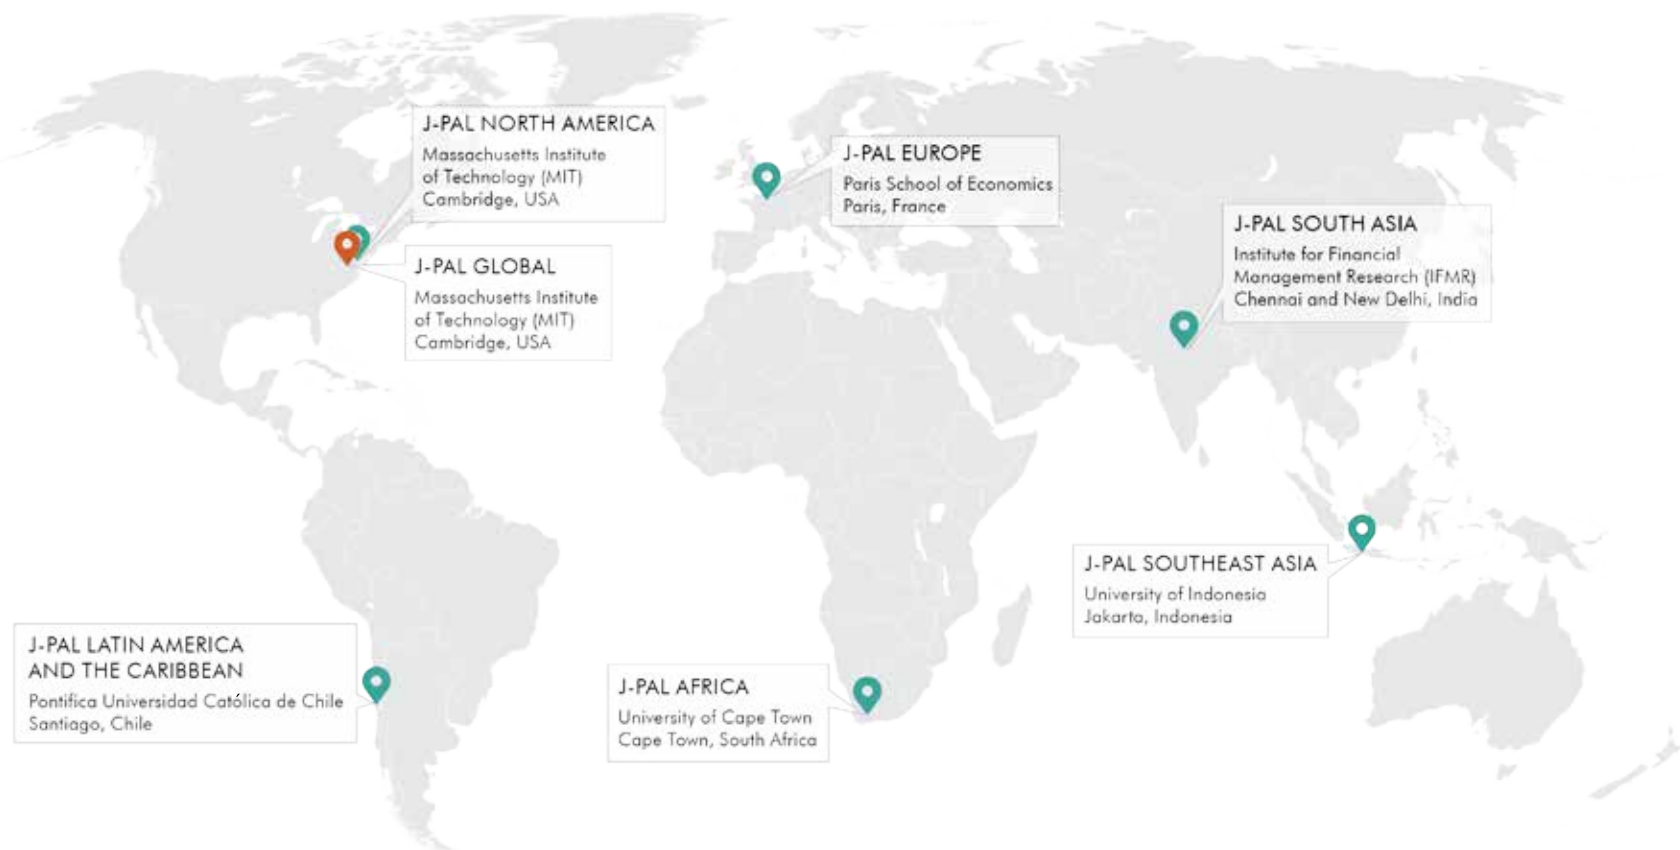 J-PAL NORTH AMERICA
Massachusetts Institute
of Technology (MIT)
Cambridge, USA
J-PAL GLOBAL
Massachusetts Institute
of Technology (MIT)
Cambridge, USA
J-PAL EUROPE
Paris School of Economics
Paris, France
J-PAL SOUTH ASIA
Institute for Financial
Management Research (IFMR)
Chennai and New Delhi, India
J-PAL SOUTHEAST ASIA
University of Indonesia
Jakarta, Indonesia
J-PAL LATIN AMERICA
AND THE CARIBBEAN
Pontifica Universidad Católica de Chile
Santiago, Chile
J-PAL AFRICA
University of Cape Town
Cape Town, South Africa